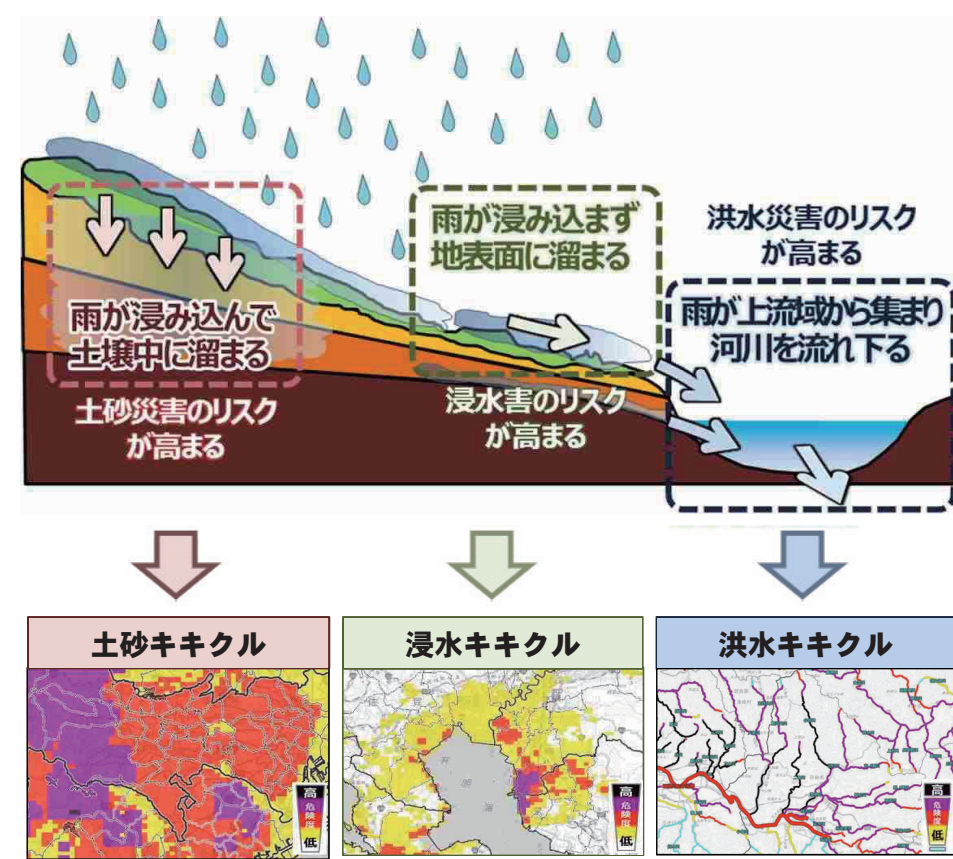 雨が浸み込まず
地表面に溜まる
洪水災害のリスク
が高まる
雨が浸み込んで
土壌中に溜まる
雨が上流域から集まり
河川を流れ下る
土砂災害のリスク
が高まる
浸水害のリスク
が高まる
土砂キキクル
浸水キキクル
洪水キキクル
高
危険度
低
高
危険度
低
高
危険度
低